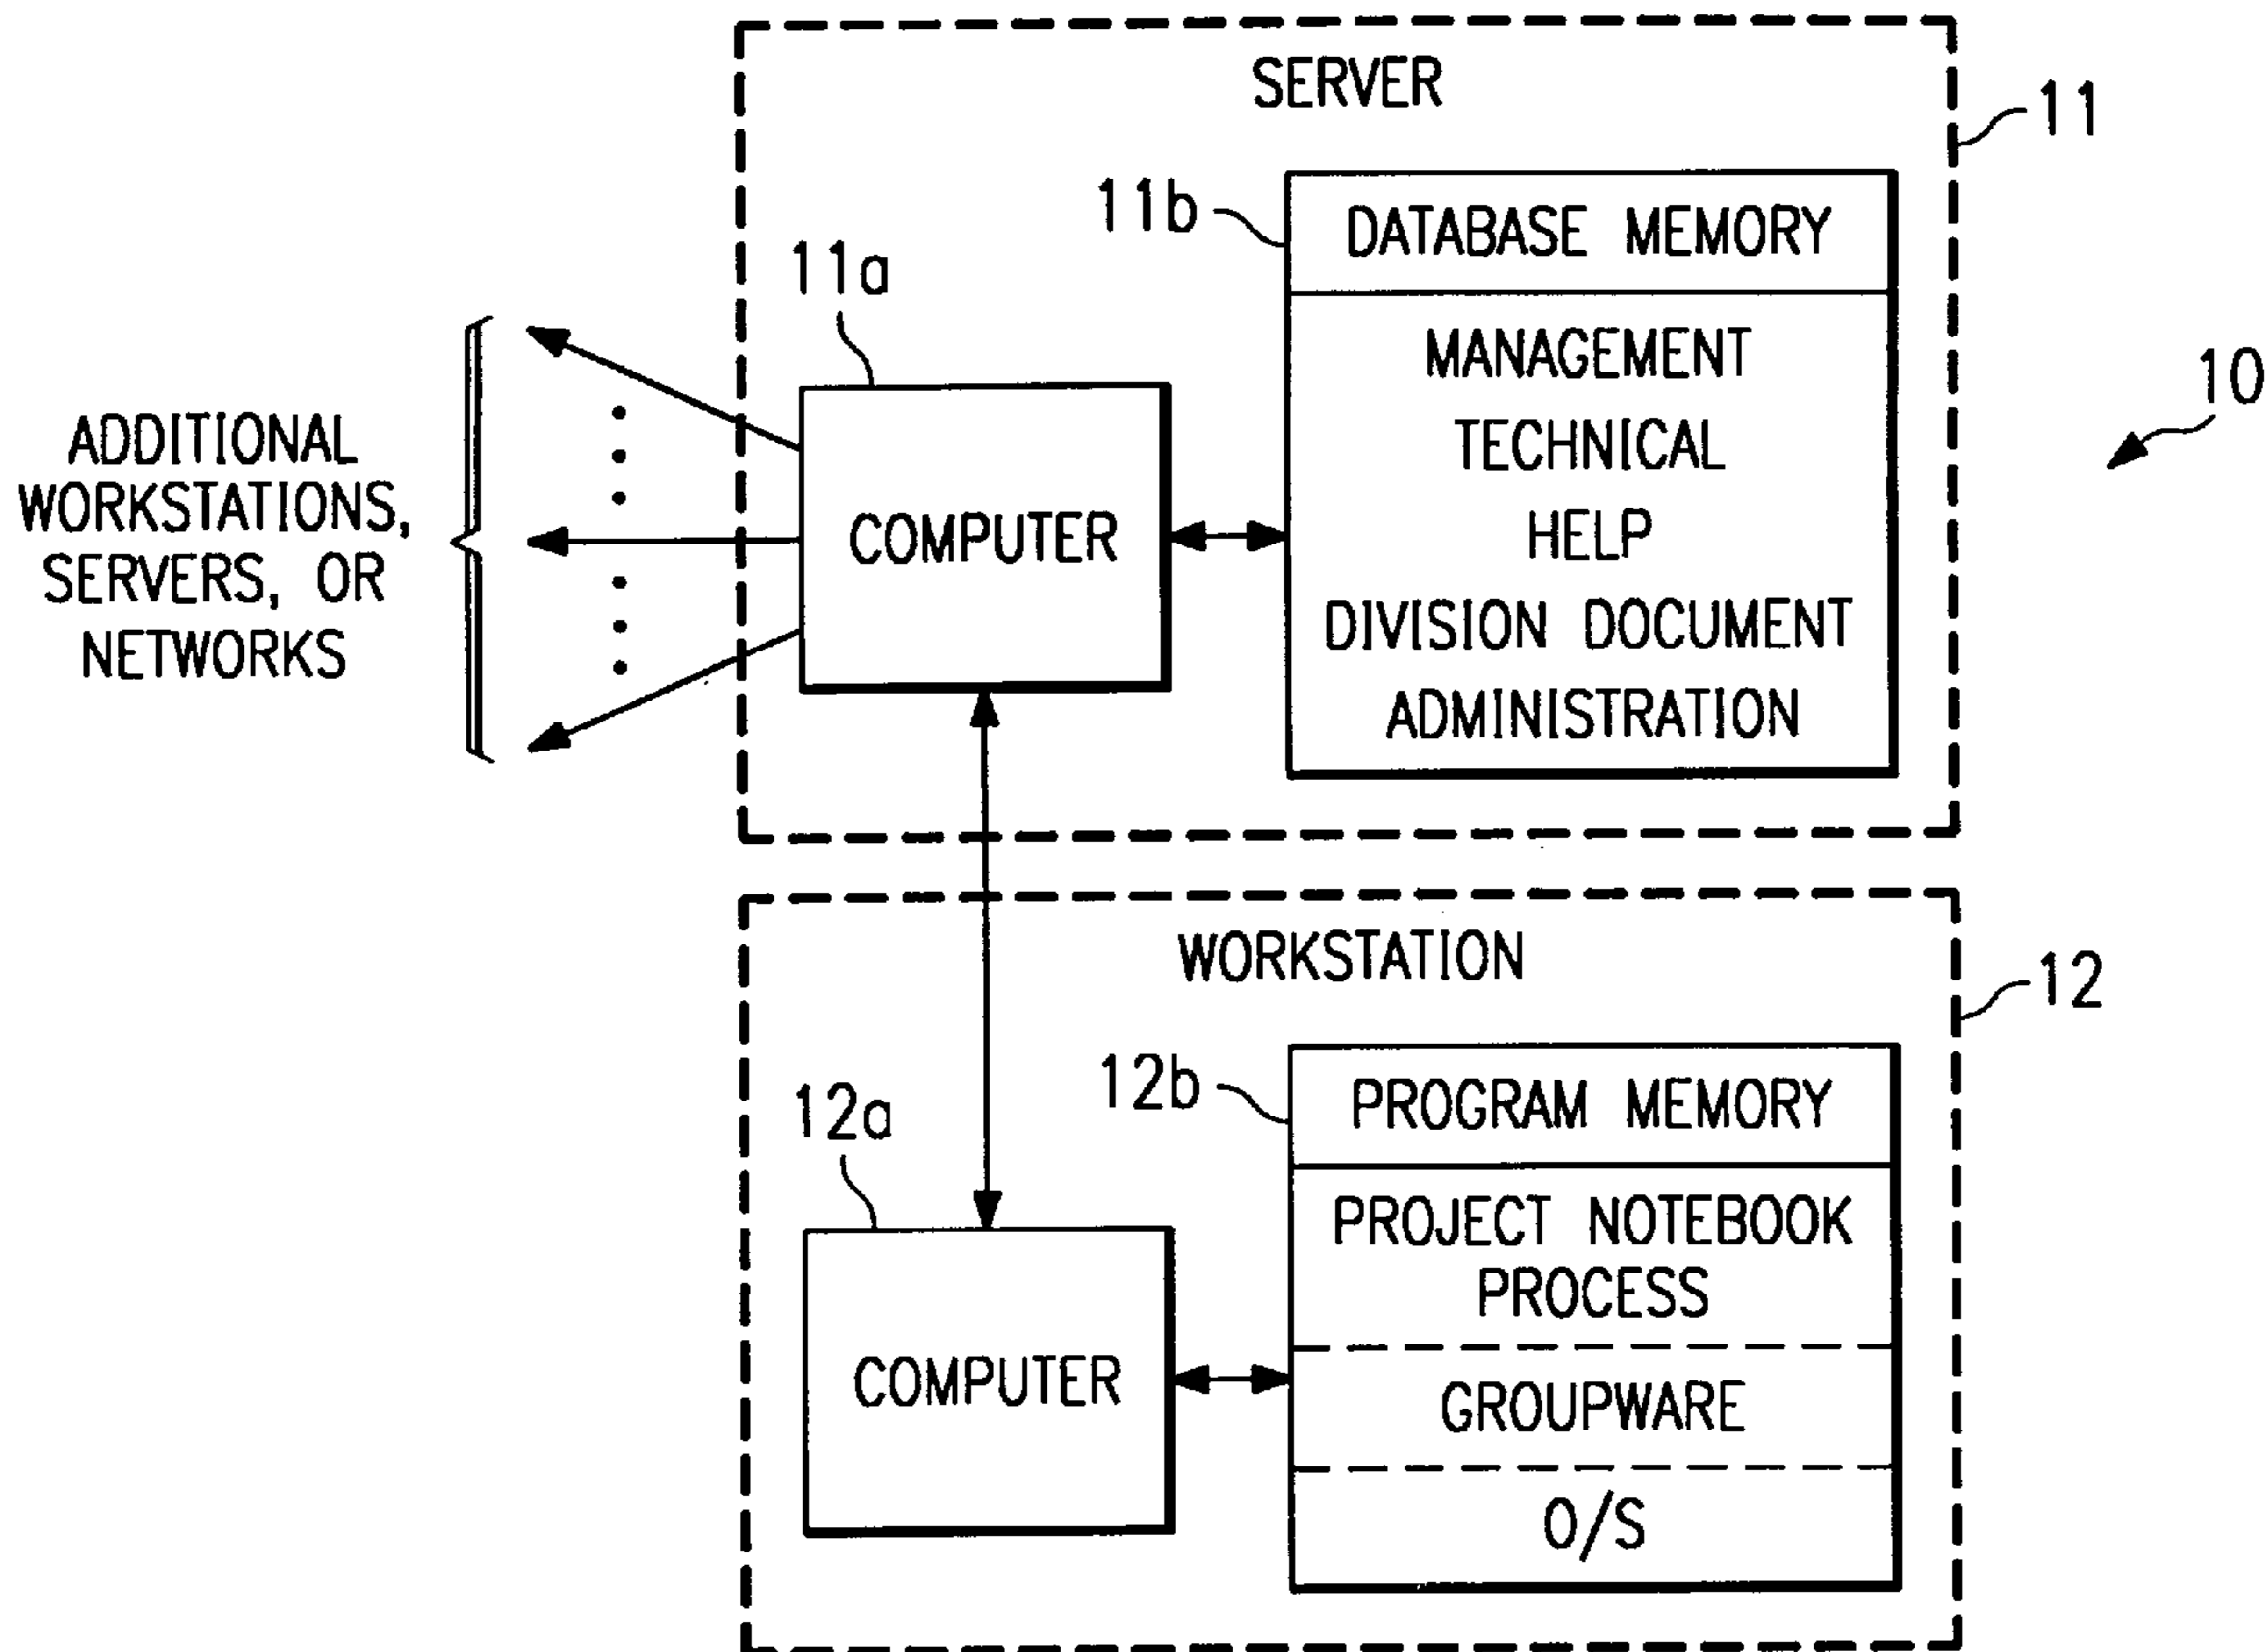 SERVER
11
11b
DATABASE MEMORY
11a
MANAGEMENT
TECHNICAL
HELP
DIVISION DOCUMENT
ADMINISTRATION
10
COMPUTER
ADDITIONAL
WORKSTATIONS,
SERVERS, OR
NETWORKS
WORKSTATION
12
12b
PROGRAM MEMORY
12a
PROJECT NOTEBOOK
PROCESS
GROUPWARE
O/S
COMPUTER